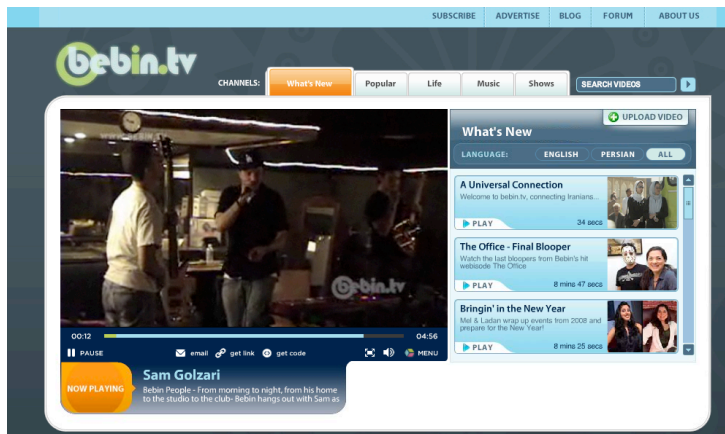 SUBSCRIBE ADVERTISE BLOG FORUM ABOUT US
bebin.tv
CHANNELS: What's New Popular Life Music Shows SEARCH VIDEOS
WWW.BEBIN.TV
bebin.tv
00:12 04:56
PAUSE email get link get code MENU
NOW PLAYING
Sam Golzari
Bebin People - From morning to night, from his home
to the studio to the club- Bebin hangs out with Sam as
UPLOAD VIDEO
What's New
LANGUAGE: ENGLISH PERSIAN ALL
A Universal Connection
Welcome to bebin.tv, connecting Iranians...
PLAY 34 secs
The Office - Final Blooper
Watch the last bloopers from Bebin's hit
webisode The Office
PLAY 8 mins 47 secs
Bringin' in the New Year
Mel & Ladan wrap up events from 2008 and
prepare for the New Year!
PLAY 8 mins 25 secs